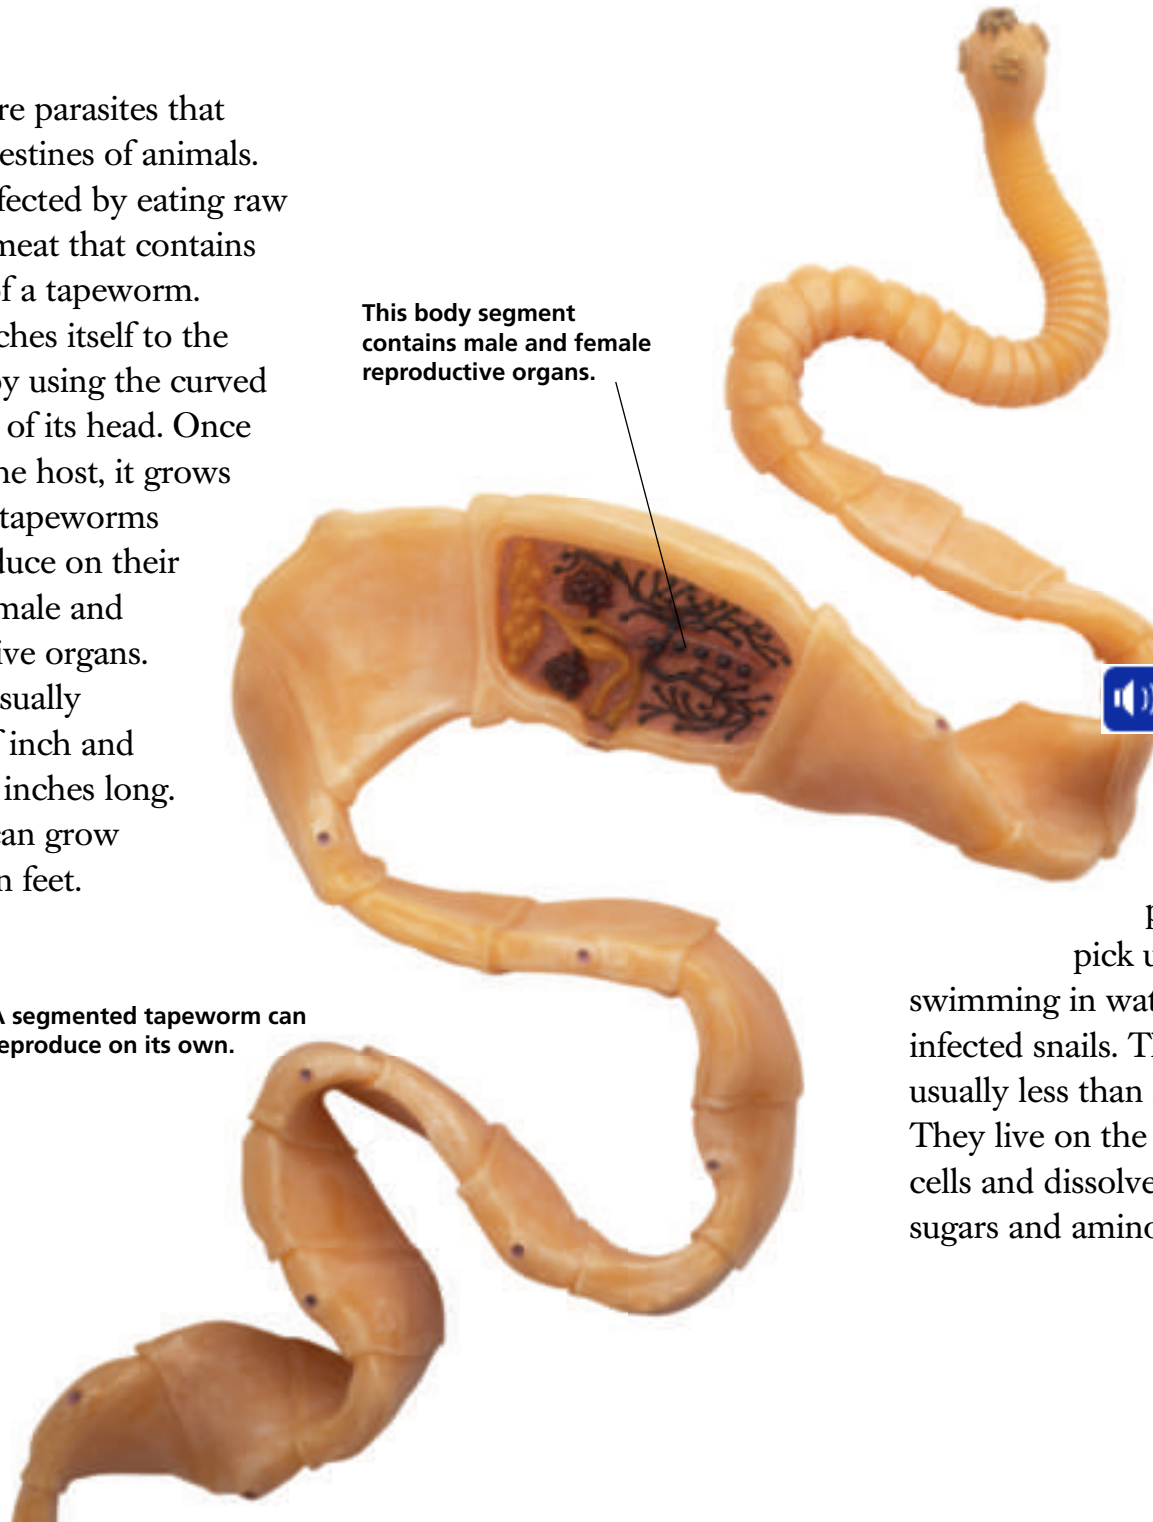 re parasites that
estines of animals.
fected by eating raw
meat that contains
f a tapeworm.
ches itself to the
by using the curved
of its head. Once
he host, it grows
tapeworms
duce on their
male and
ive organs.
sually
f inch and
inches long.
can grow
n feet.
This body segment
contains male and female
reproductive organs.
A segmented tapeworm can
eproduce on its own.
p
pick u
swimming in wat
infected snails. Th
usually less than
They live on the
cells and dissolve
sugars and amino